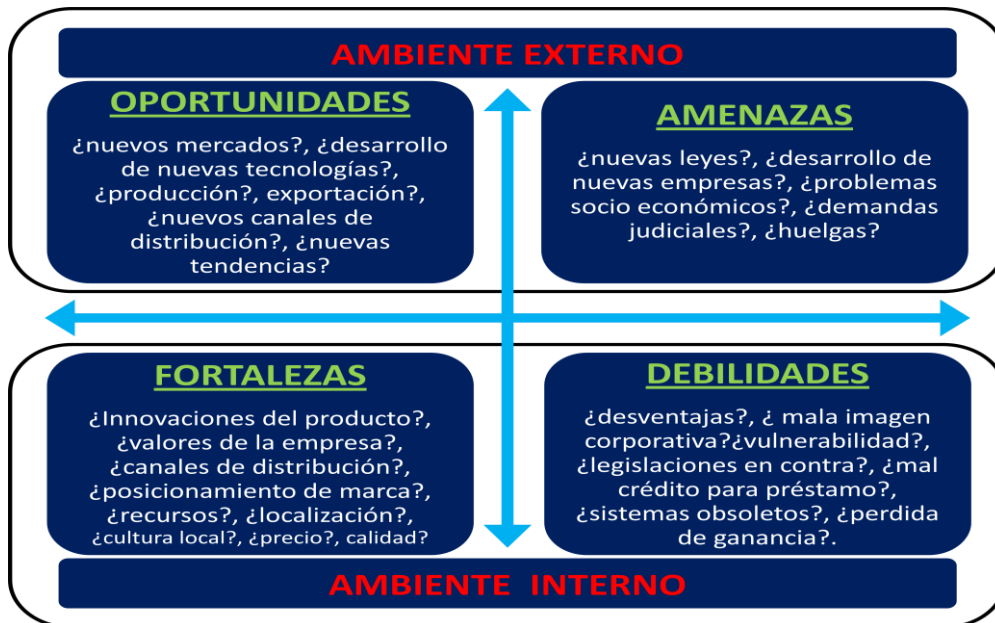 AMBIENTE EXTERNO
OPORTUNIDADES
¿nuevos mercados?, ¿desarrollo
de nuevas tecnologías?,
¿producción?, exportación?,
¿nuevos canales de
distribución?, ¿nuevas
tendencias?
AMENAZAS
¿nuevas leyes?, ¿desarrollo de
nuevas empresas?, ¿problemas
socio económicos?, ¿demandas
judiciales?, ¿huelgas?
FORTALEZAS
¿Innovaciones del producto?,
¿valores de la empresa?,
¿canales de distribución?,
¿posicionamiento de marca?,
¿recursos?, ¿localización?,
¿cultura local?, ¿precio?, calidad?
DEBILIDADES
¿desventajas?, ¿ mala imagen
corporativa?¿vulnerabilidad?,
¿legislaciones en contra?, ¿mal
crédito para préstamo?,
¿sistemas obsoletos?, ¿perdida
de ganancia?.
AMBIENTE INTERNO